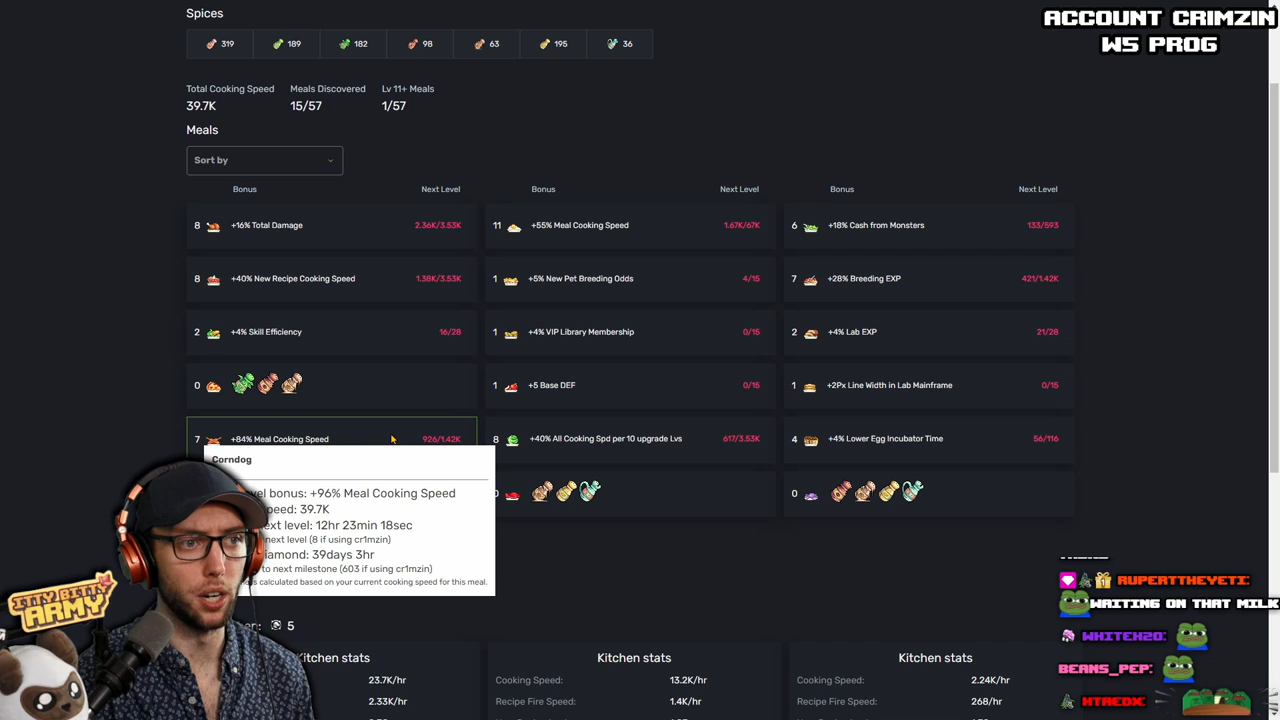 ACCOUNT CRIMZIN
W5 PROG
Spices
319 189 182 98 63 195 36
Total Cooking Speed Meals Discovered Lv 11+ Meals
39.7K 15/57 1/57
Meals
Sort by
Bonus Next Level Bonus Next Level Bonus Next Level
8 +16% Total Damage 2.36K/3.53K 11 +55% Meal Cooking Speed 1.67K/67K 6 +18% Cash from Monsters 133/593
8 +40% New Recipe Cooking Speed 1.38K/3.53K 1 +5% New Pet Breeding Odds 4/15 7 +28% Breeding EXP 421/1.42K
2 +4% Skill Efficiency 16/28 1 +4% VIP Library Membership 0/15 2 +4% Lab EXP 21/28
0 1 +5 Base DEF 0/15 1 +2Px Line Width in Lab Mainframe 0/15
7 +84% Meal Cooking Speed 926/1.42K 8 +40% All Cooking Spd per 10 upgrade Lvs 617/3.53K 4 +4% Lower Egg Incubator Time 56/116
Corndog
bonus: +96% Meal Cooking Speed 0
39.7K
level: 12hr 23min 18sec
next level (8 if using cr1mzin)
39days 3hr
to next milestone (603 if using cr1mzin)
calculated based on your current cooking speed for this meal.
5
Kitchen stats Kitchen stats Kitchen stats
23.7K/hr Cooking Speed: 13.2K/hr Cooking Speed: 2.24K/hr
2.33K/hr Recipe Fire Speed: 1.4K/hr Recipe Fire Speed: 268/hr
ITTY BITTY
ARMY
RUPERTTHEYETI:
WAITING ON THAT MILK
WHITEH20:
BEANS_PEP:
HTREDX: